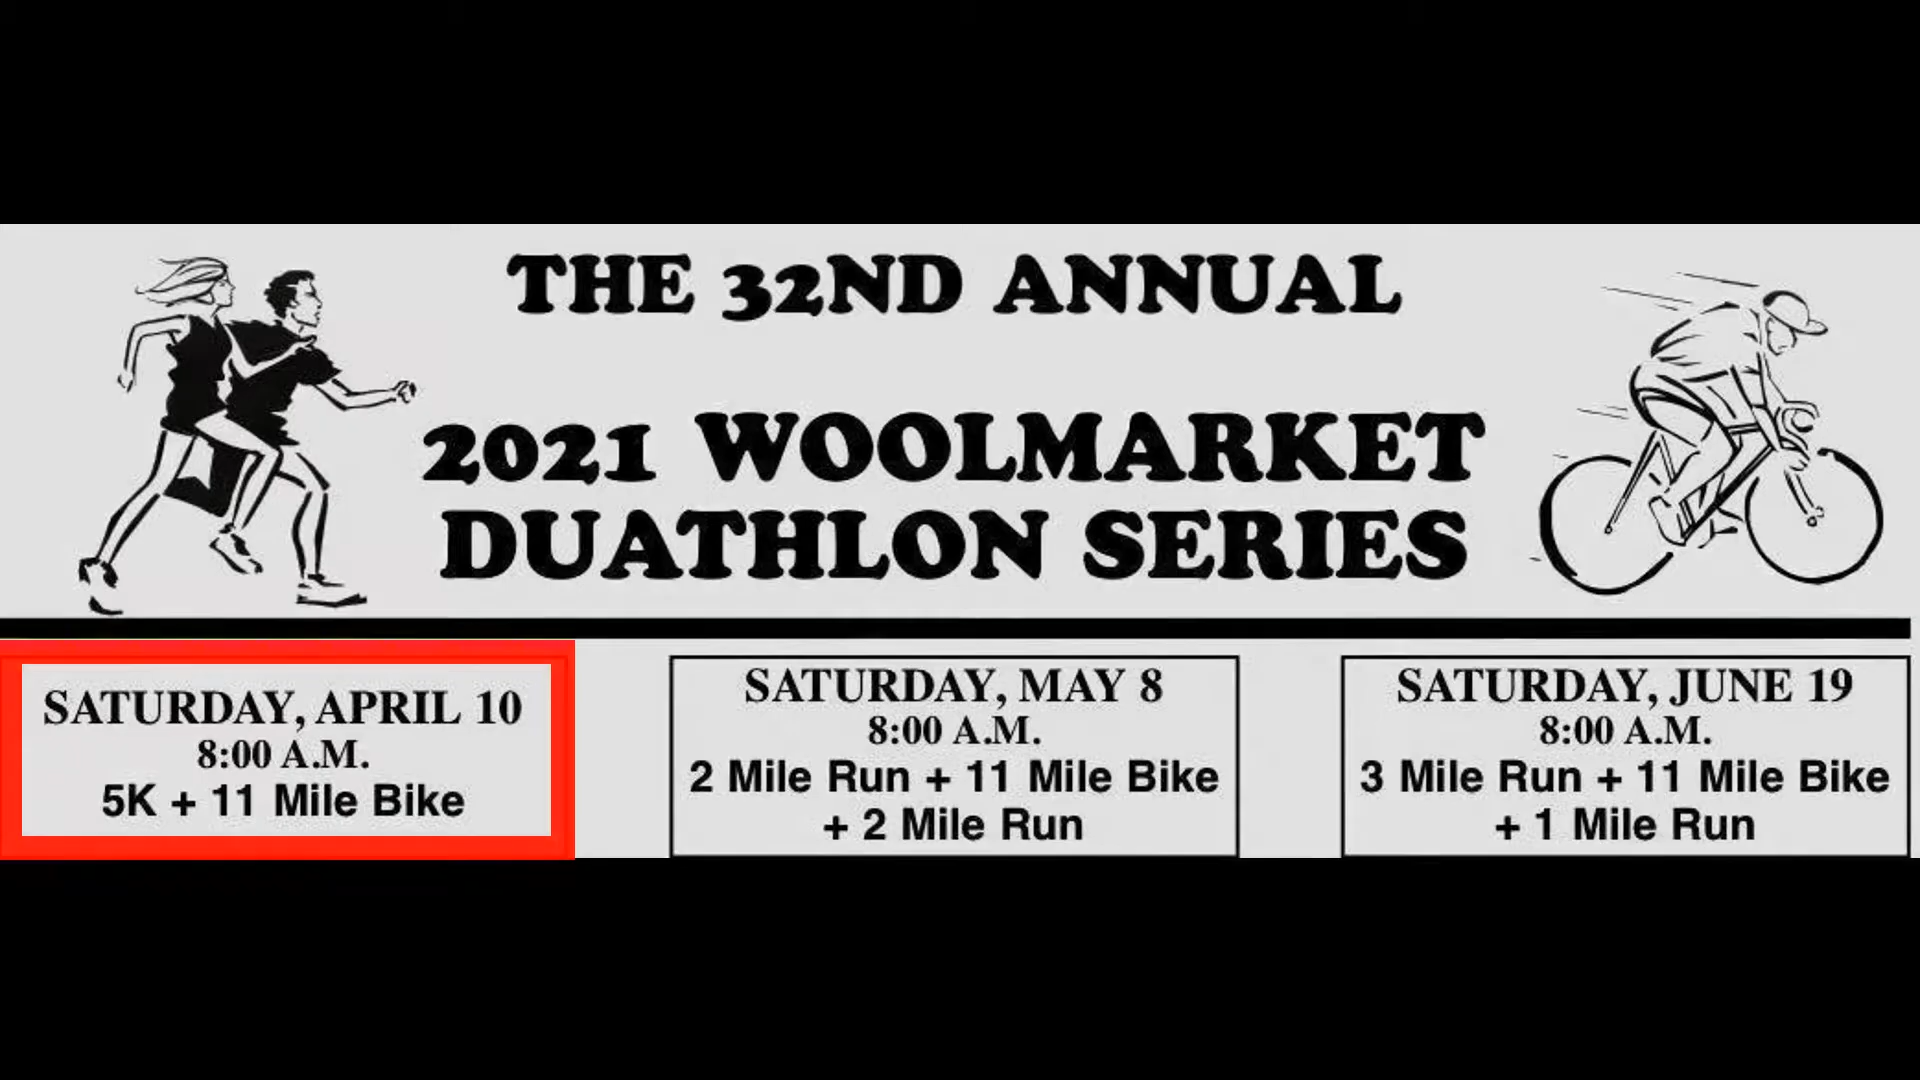 THE 32ND ANNUAL
2021 WOOLMARKET
DUATHLON SERIES
SATURDAY, APRIL 10
8:00 A.M.
5K + 11 Mile Bike
SATURDAY, MAY 8
8:00 A.M.
2 Mile Run + 11 Mile Bike
+ 2 Mile Run
SATURDAY, JUNE 19
8:00 A.M.
3 Mile Run + 11 Mile Bike
+ 1 Mile Run